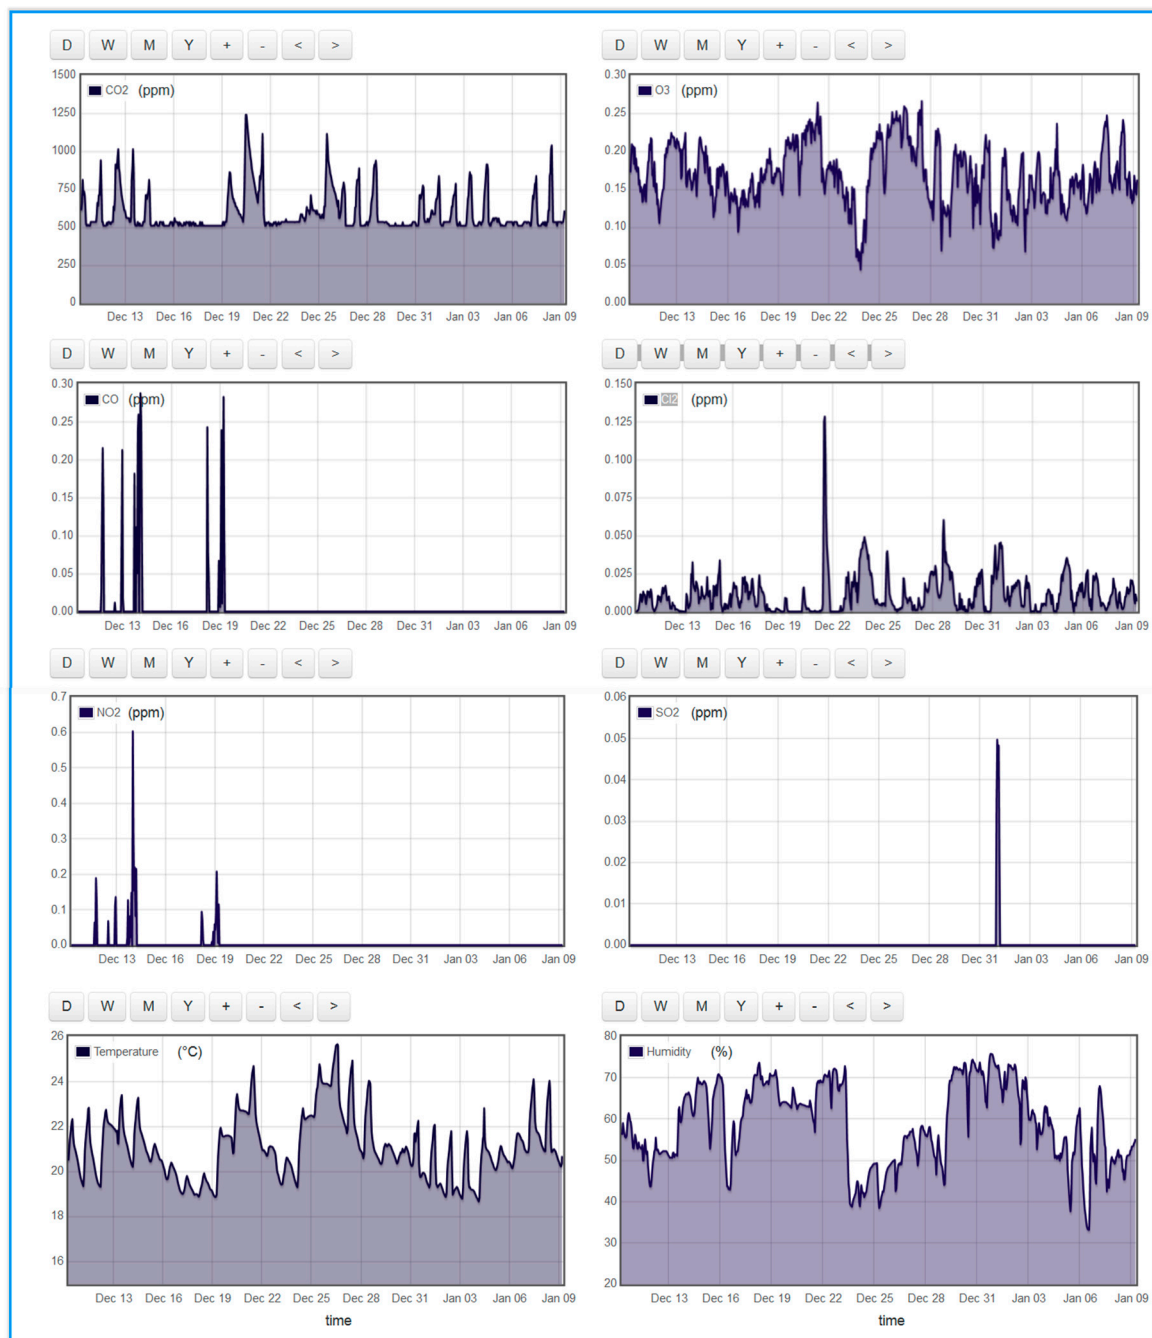 D W M Y + - < >
1500
1250
1000
750
500
250
0
CO2 (ppm)
Dec 13 Dec 16 Dec 19 Dec 22 Dec 25 Dec 28 Dec 31 Jan 03 Jan 06 Jan 09
D W M Y + - < >
0.30
0.25
0.20
0.15
0.10
0.05
0.00
O3 (ppm)
Dec 13 Dec 16 Dec 19 Dec 22 Dec 25 Dec 28 Dec 31 Jan 03 Jan 06 Jan 09
D W M Y + - < >
0.30
0.25
0.20
0.15
0.10
0.05
0.00
CO (ppm)
Dec 13 Dec 16 Dec 19 Dec 22 Dec 25 Dec 28 Dec 31 Jan 03 Jan 06 Jan 09
D W M Y + - < >
0.150
0.125
0.100
0.075
0.050
0.025
0.000
Cl2 (ppm)
Dec 13 Dec 16 Dec 19 Dec 22 Dec 25 Dec 28 Dec 31 Jan 03 Jan 06 Jan 09
D W M Y + - < >
0.7
0.6
0.5
0.4
0.3
0.2
0.1
0.0
NO2 (ppm)
Dec 13 Dec 16 Dec 19 Dec 22 Dec 25 Dec 28 Dec 31 Jan 03 Jan 06 Jan 09
D W M Y + - < >
0.06
0.05
0.04
0.03
0.02
0.01
0.00
SO2 (ppm)
Dec 13 Dec 16 Dec 19 Dec 22 Dec 25 Dec 28 Dec 31 Jan 03 Jan 06 Jan 09
D W M Y + - < >
26
24
22
20
18
16
Temperature (°C)
Dec 13 Dec 16 Dec 19 Dec 22 Dec 25 Dec 28 Dec 31 Jan 03 Jan 06 Jan 09
time
D W M Y + - < >
80
70
60
50
40
30
20
Humidity (%)
Dec 13 Dec 16 Dec 19 Dec 22 Dec 25 Dec 28 Dec 31 Jan 03 Jan 06 Jan 09
time